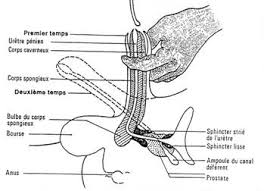 Premier temps
Urètre pénien
Corps caverneux
Corps spongieux
Deuxième temps
Bulbe du corps
spongieux
Bourse
Anus
Sphincter strié
de l'urètre
Sphincter lisse
Ampoule du canal
déférent
Prostate